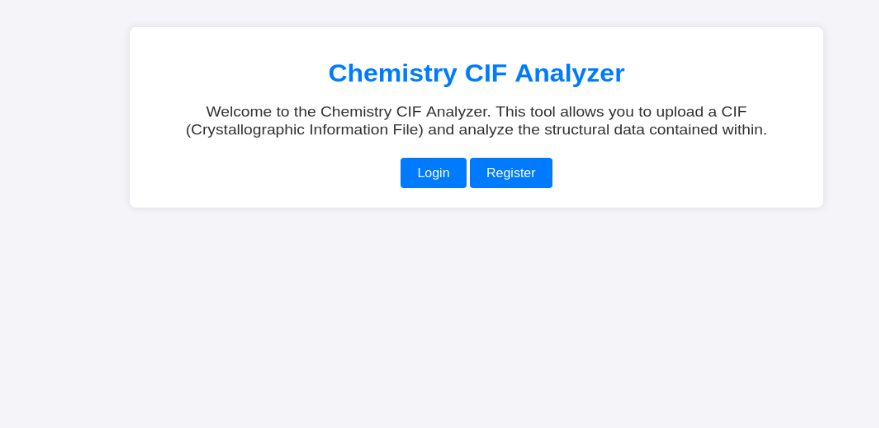 Chemistry CIF Analyzer
Welcome to the Chemistry CIF Analyzer. This tool allows you to upload a CIF
(Crystallographic Information File) and analyze the structural data contained within.
Login Register